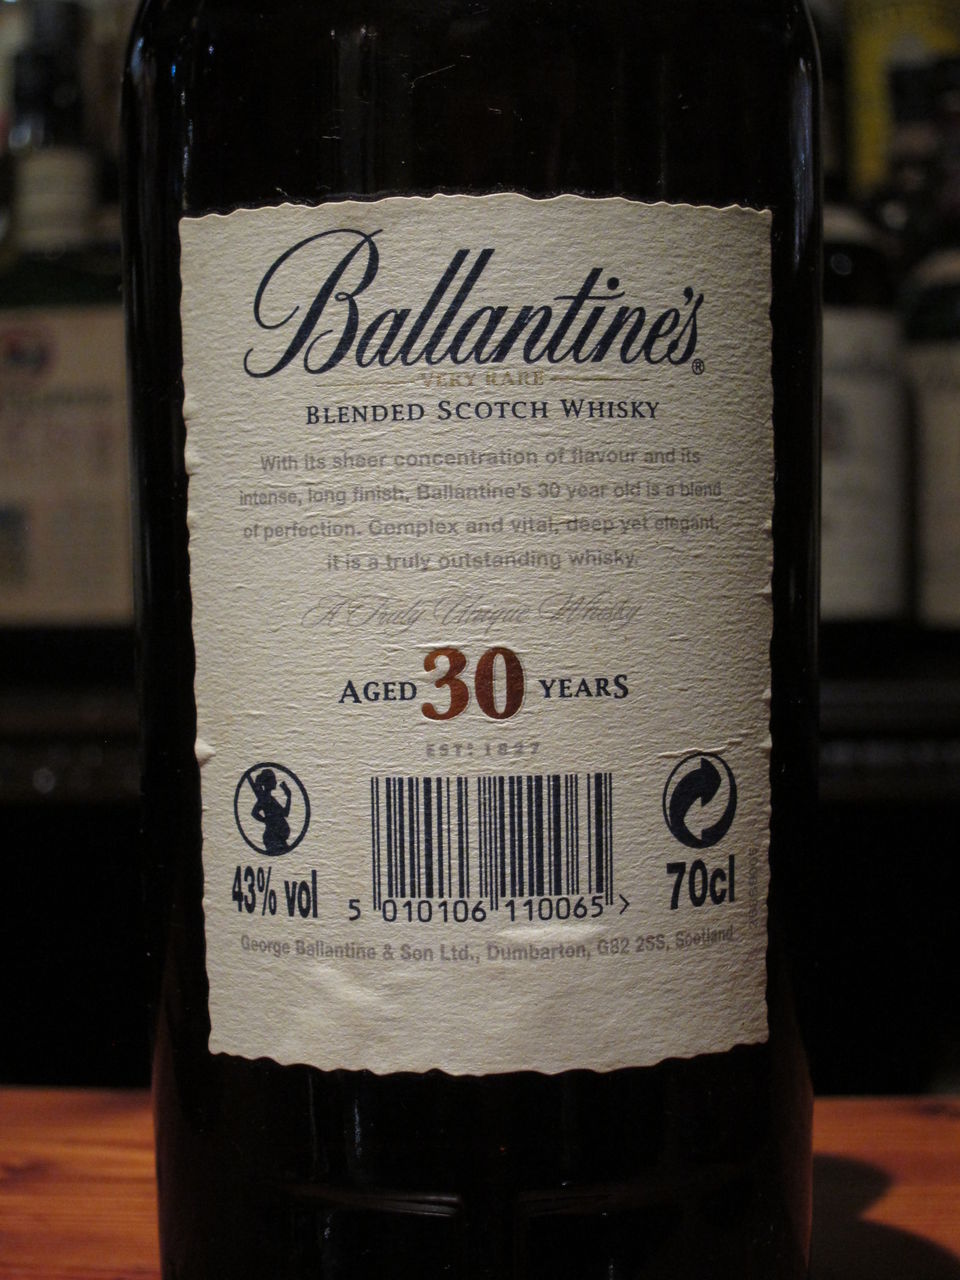 Ballantine's®
VERY RARE
BLENDED SCOTCH WHISKY
With its sheer concentration of flavour and its
intense, long finish, Ballantine's 30 year old is a blend
of perfection. Complex and vital, deep yet elegant,
it is a truly outstanding whisky.
A Truly Unique Whisky
AGED 30 YEARS
EST: 1827
43% vol
5 010106 110065 >
70cl
George Ballantine & Son Ltd., Dumbarton, G82 2SS, Scotland